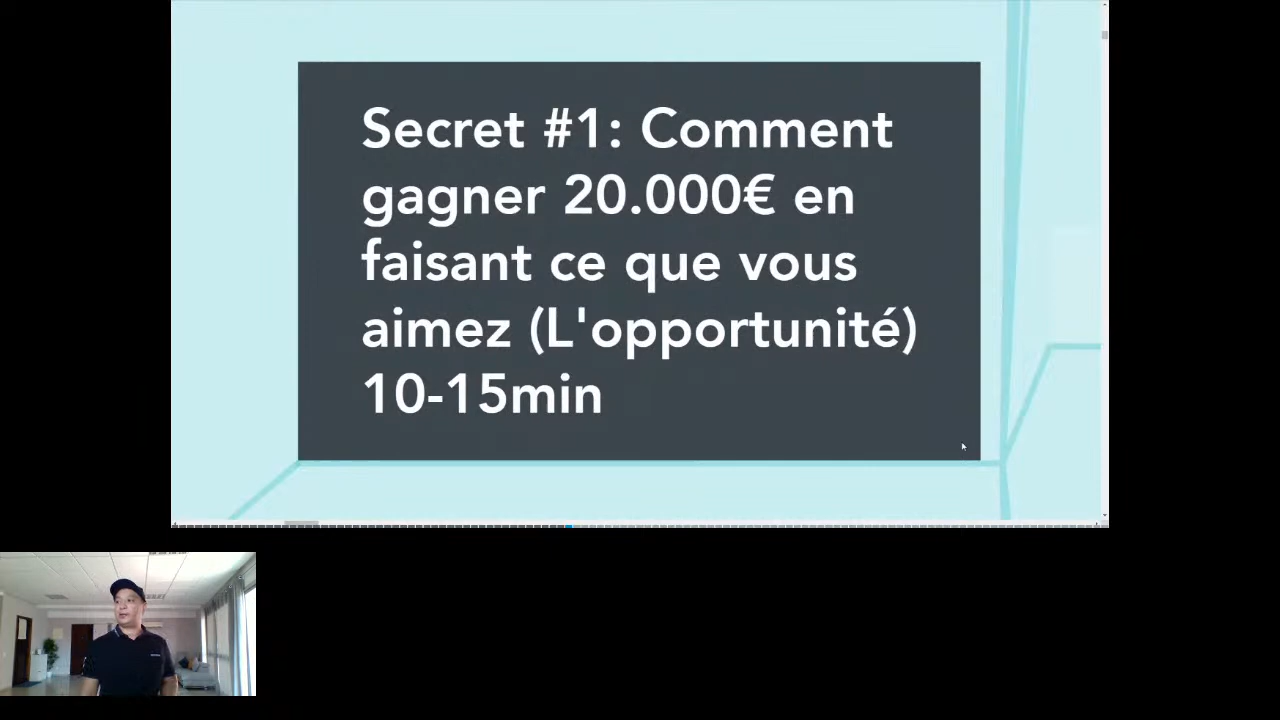 Secret #1: Comment
gagner 20.000€ en
faisant ce que vous
aimez (L'opportunité)
10-15min